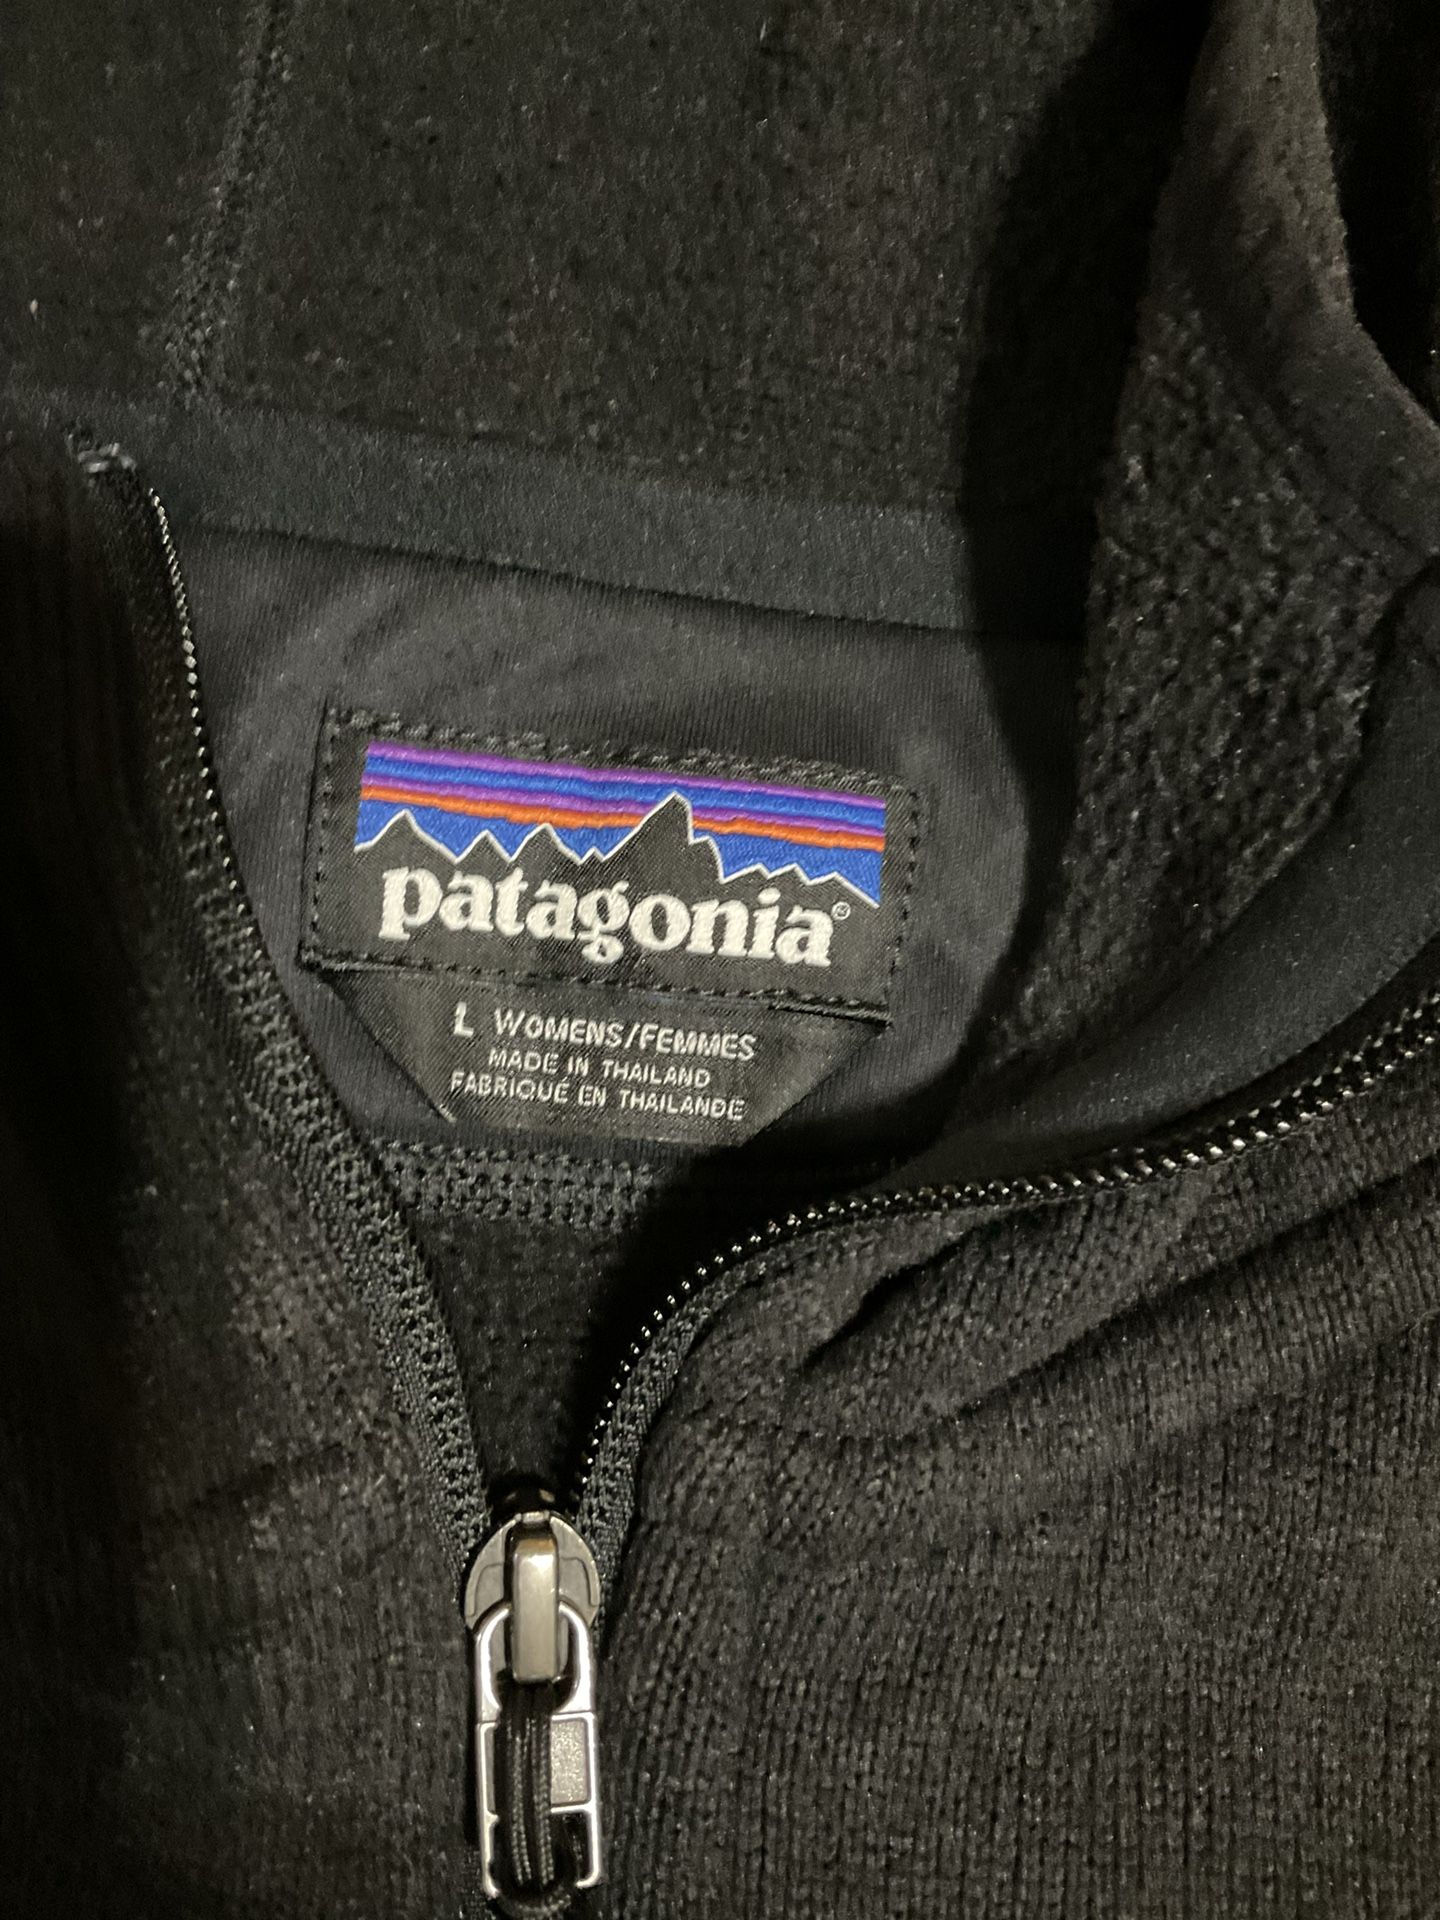 patagonia®
L WOMENS/FEMMES
MADE IN THAILAND
FABRIQUÉ EN THAILANDE